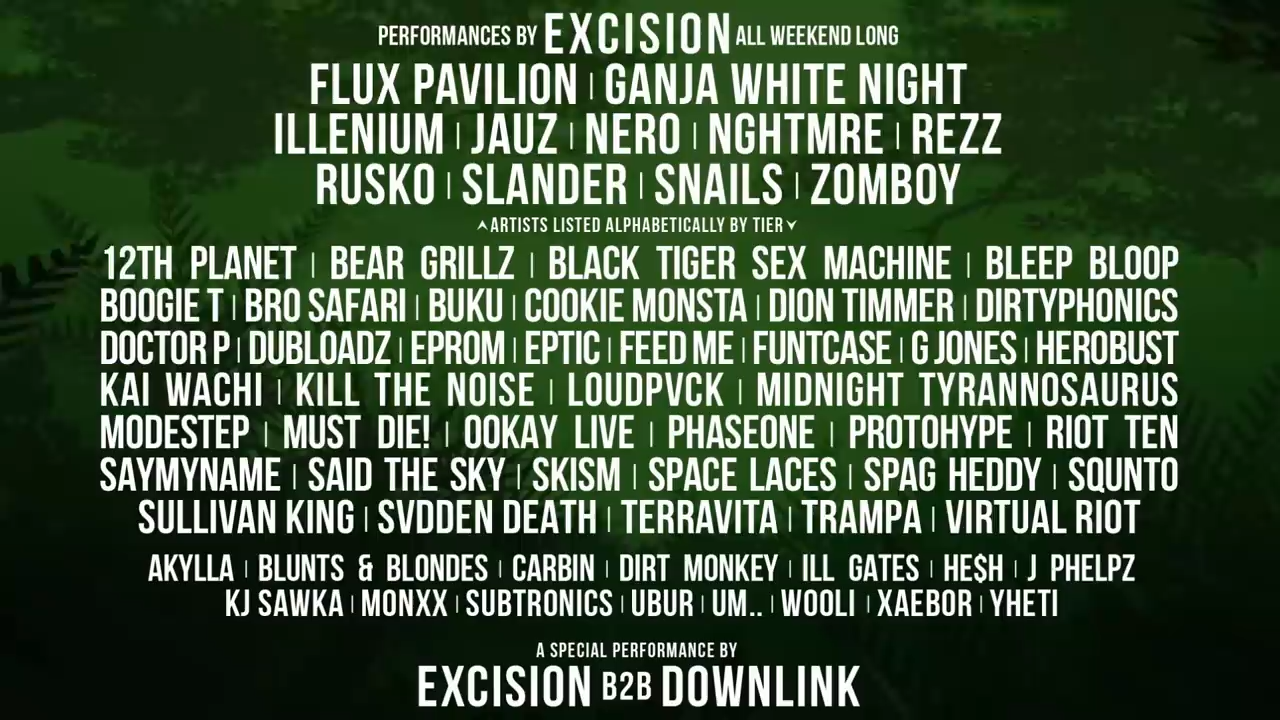 PERFORMANCES BY EXCISION ALL WEEKEND LONG
FLUX PAVILION | GANJA WHITE NIGHT
ILLENIUM | JAUZ | NERO | NGHTMRE | REZZ
RUSKO | SLANDER | SNAILS | ZOMBOY
ARTISTS LISTED ALPHABETICALLY BY TIER
12TH PLANET | BEAR GRILLZ | BLACK TIGER SEX MACHINE | BLEEP BLOOP
BOOGIE T | BRO SAFARI | BUKU | COOKIE MONSTA | DION TIMMER | DIRTYPHONICS
DOCTOR P | DUBLOADZ | EPROM | EPTIC | FEED ME | FUNTCASE | G JONES | HEROBUST
KAI WACHI | KILL THE NOISE | LOUDPVCK | MIDNIGHT TYRANNOSAURUS
MODESTEP | MUST DIE! | OOKAY LIVE | PHASEONE | PROTOHYPE | RIOT TEN
SAYMYNAME | SAID THE SKY | SKISM | SPACE LACES | SPAG HEDDY | SQUNTO
SULLIVAN KING | SVDDEN DEATH | TERRAVITA | TRAMPA | VIRTUAL RIOT
AKYLLA | BLUNTS & BLONDES | CARBIN | DIRT MONKEY | ILL GATES | HE$H | J PHELPZ
KJ SAWKA | MONXX | SUBTRONICS | UBUR | UM.. | WOOLI | XAEBOR | YHETI
A SPECIAL PERFORMANCE BY
EXCISION B2B DOWNLINK